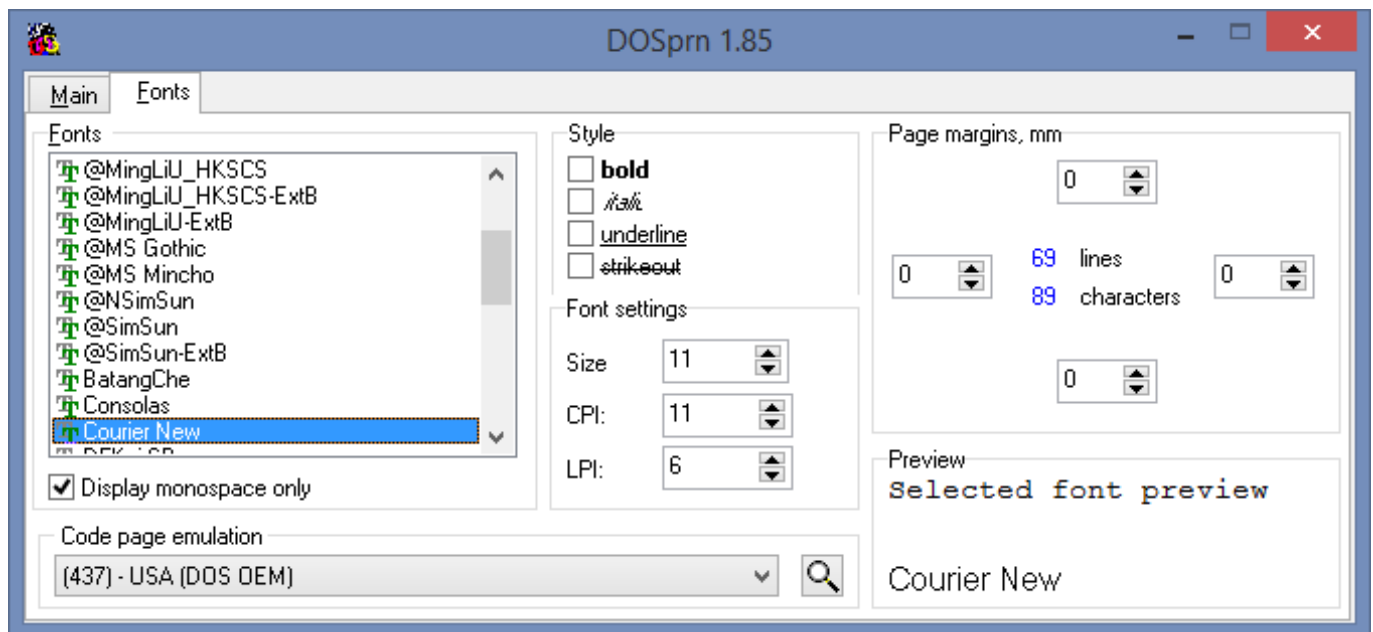 DOSprn 1.85
Main
Fonts
Fonts
@MingLiU_HKSCS
@MingLiU_HKSCS-ExtB
@MingLiU-ExtB
@MS Gothic
@MS Mincho
@NSimSun
@SimSun
@SimSun-ExtB
BatangChe
Consolas
Courier New
Display monospace only
Style
bold
italic
underline
strikeout
Font settings
Size 11
CPI: 11
LPI: 6
Page margins, mm
0
0
69 lines
89 characters
0
0
Preview
Selected font preview
Courier New
Code page emulation
(437) - USA (DOS OEM)